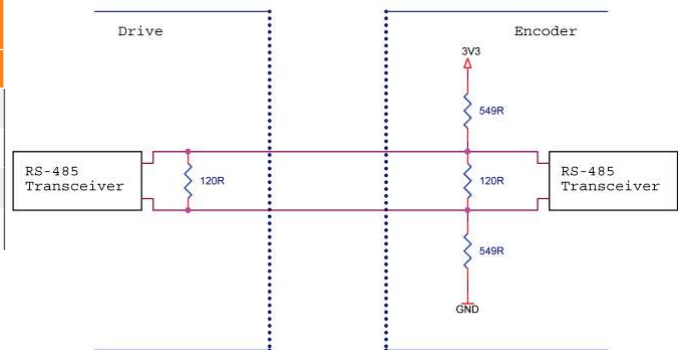 Drive
Encoder
3V3
549R
RS-485
Transceiver
120R
120R
RS-485
Transceiver
549R
GND